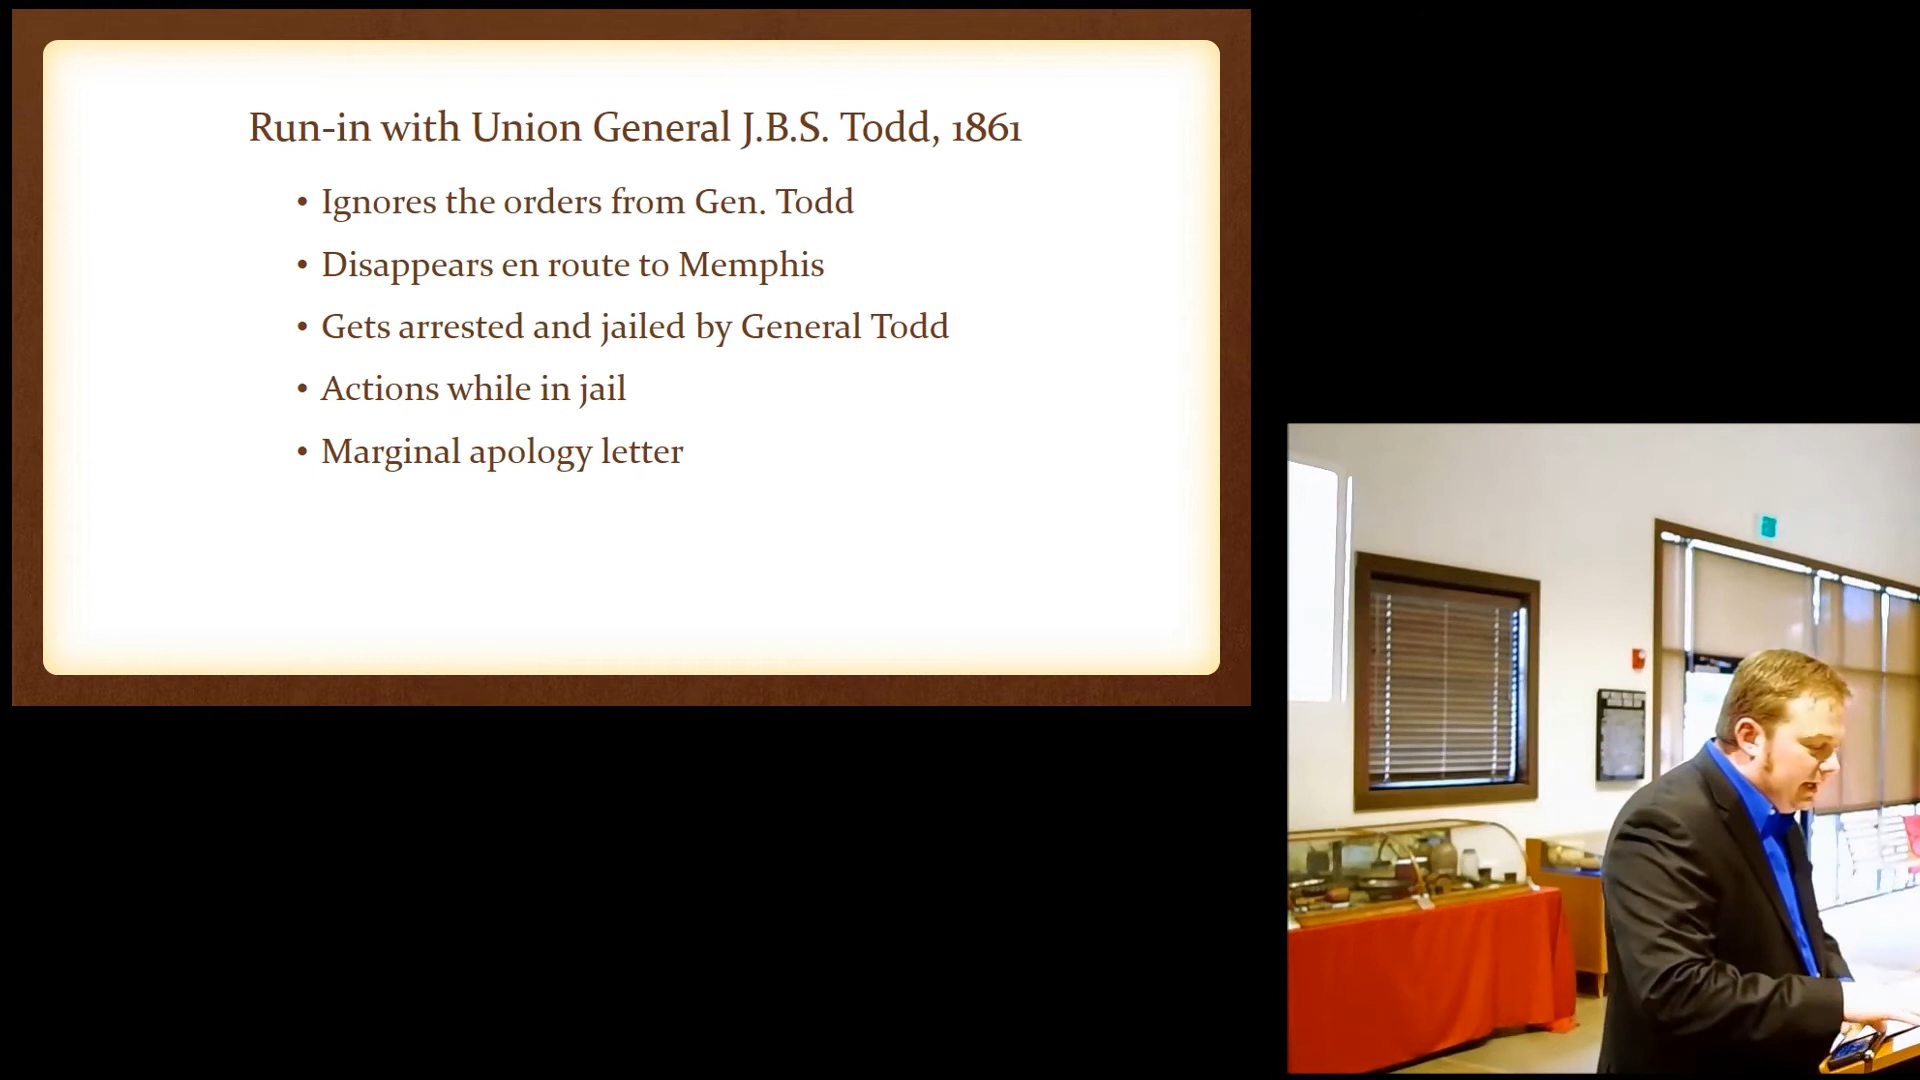 Run-in with Union General J.B.S. Todd, 1861
• Ignores the orders from Gen. Todd
• Disappears en route to Memphis
• Gets arrested and jailed by General Todd
• Actions while in jail
• Marginal apology letter